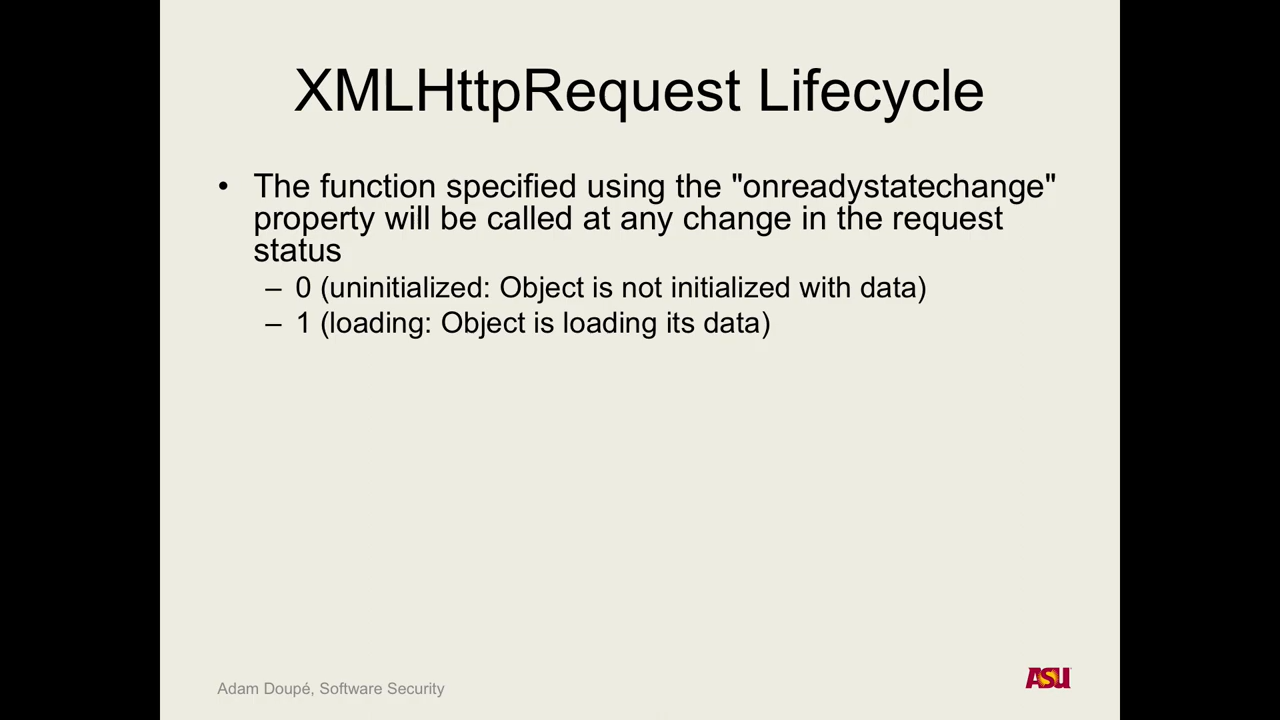 XMLHttpRequest Lifecycle
• The function specified using the "onreadystatechange"
property will be called at any change in the request
status
– 0 (uninitialized: Object is not initialized with data)
– 1 (loading: Object is loading its data)
Adam Doupé, Software Security
ASU